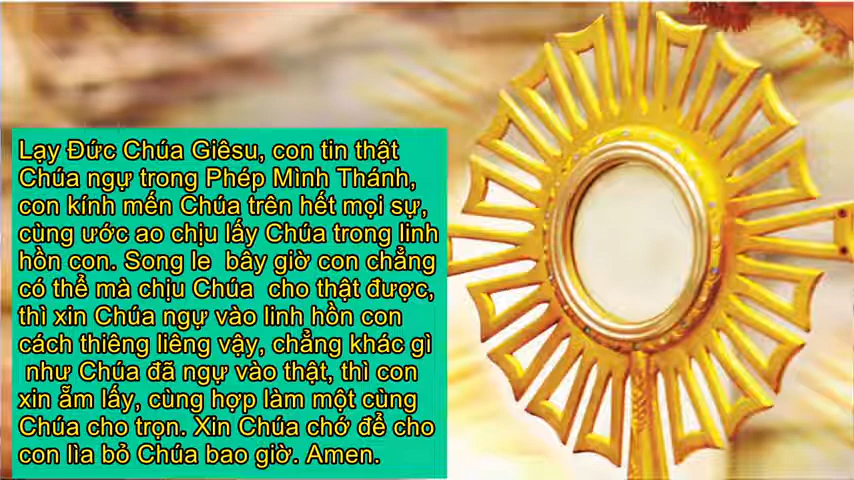 Lạy Đức Chúa Giêsu, con tin thật
Chúa ngự trong Phép Mình Thánh,
con kính mến Chúa trên hết mọi sự,
cùng ước ao chịu lấy Chúa trong linh
hồn con. Song le bây giờ con chẳng
có thể mà chịu Chúa cho thật được,
thì xin Chúa ngự vào linh hồn con
cách thiêng liêng vậy, chẳng khác gì
như Chúa đã ngự vào thật, thì con
xin ẵm lấy, cùng hợp làm một cùng
Chúa cho trọn. Xin Chúa chớ để cho
con lìa bỏ Chúa bao giờ. Amen.